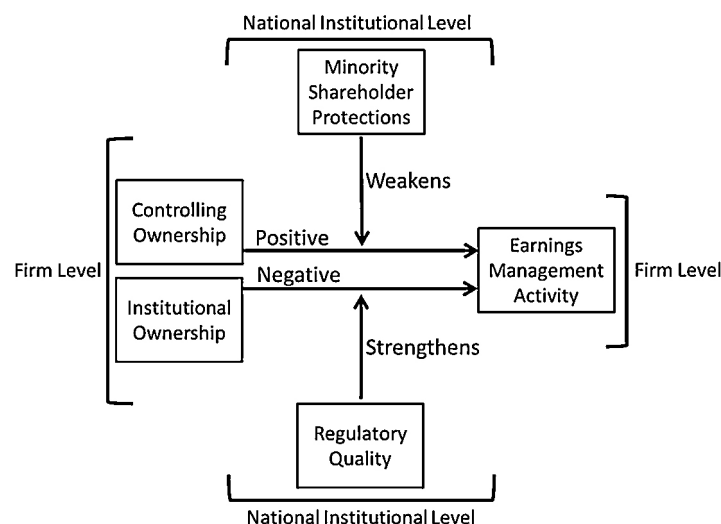 National Institutional Level
Minority
Shareholder
Protections
Weakens
Controlling
Ownership
Positive
Firm Level
Negative
Institutional
Ownership
Earnings
Management
Activity
Firm Level
Strengthens
Regulatory
Quality
National Institutional Level